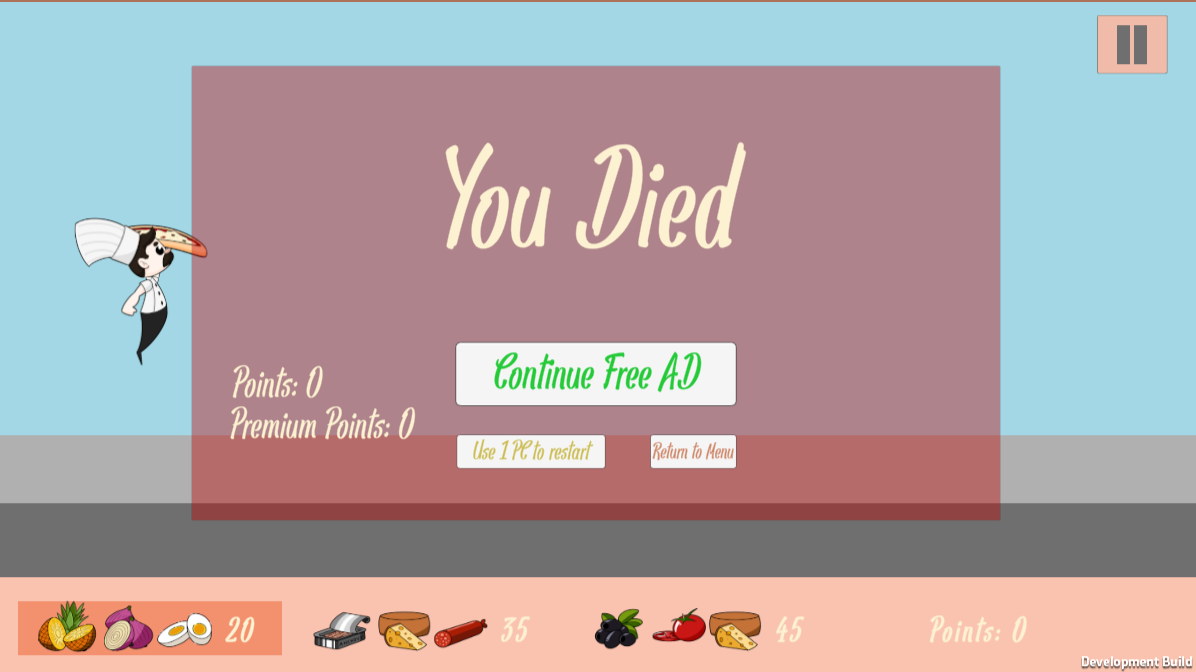 You Died
Continue Free AD
Points: 0
Premium Points: 0
Use 1 PC to restart
Return to Menu
20
35
45
Points: 0
Development Build